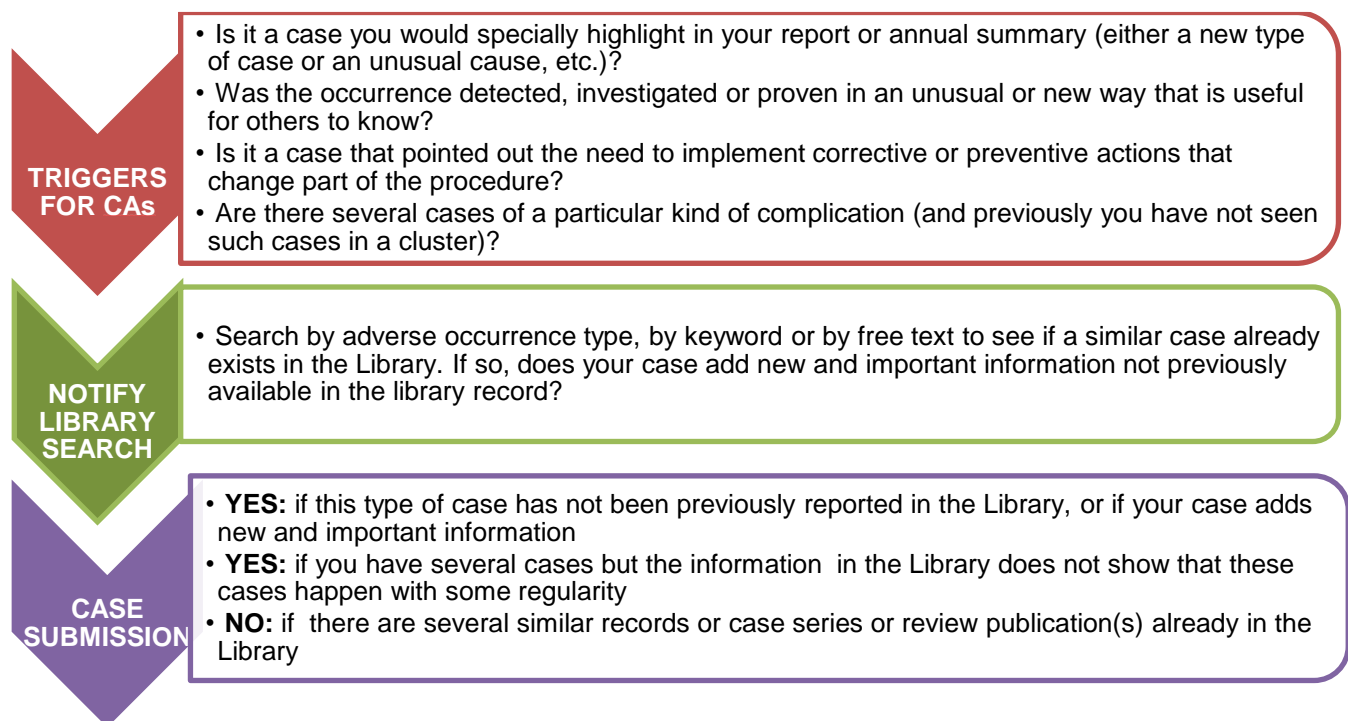 TRIGGERS
FOR CAs
• Is it a case you would specially highlight in your report or annual summary (either a new type
of case or an unusual cause, etc.)?
• Was the occurrence detected, investigated or proven in an unusual or new way that is useful
for others to know?
• Is it a case that pointed out the need to implement corrective or preventive actions that
change part of the procedure?
• Are there several cases of a particular kind of complication (and previously you have not seen
such cases in a cluster)?
NOTIFY
LIBRARY
SEARCH
• Search by adverse occurrence type, by keyword or by free text to see if a similar case already
exists in the Library. If so, does your case add new and important information not previously
available in the library record?
CASE
SUBMISSION
• YES: if this type of case has not been previously reported in the Library, or if your case adds
new and important information
• YES: if you have several cases but the information in the Library does not show that these
cases happen with some regularity
• NO: if there are several similar records or case series or review publication(s) already in the
Library